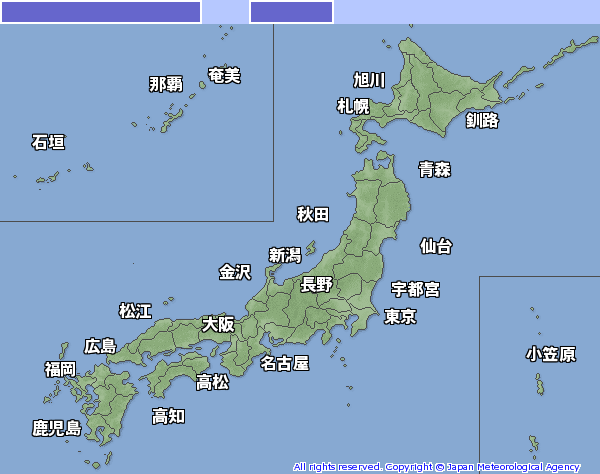 旭川
奄美
那覇
札幌
釧路
石垣
青森
秋田
仙台
新潟
金沢
長野
宇都宮
松江
東京
大阪
広島
小笠原
名古屋
福岡
高松
高知
鹿児島
All rights reserved. Copyright © Japan Meteorological Agency